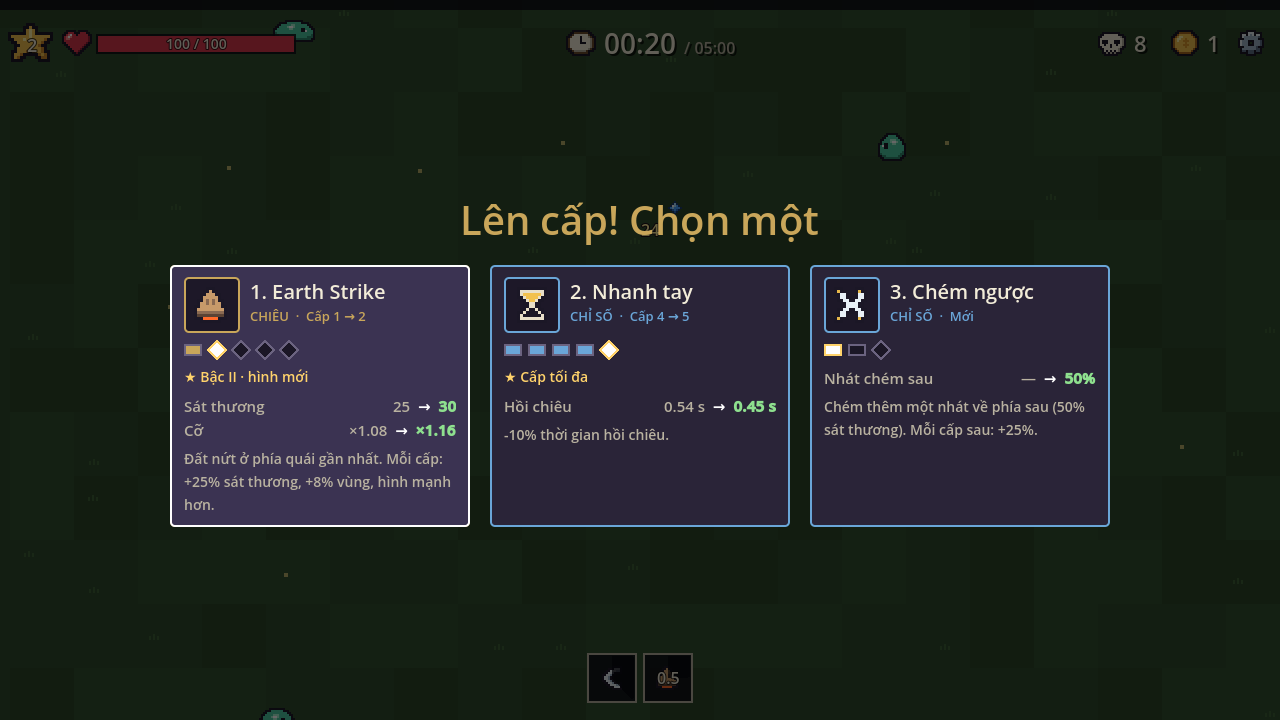 2
100 / 100
00:20 / 05:00
8
1
Lên cấp! Chọn một
24
1. Earth Strike
CHIÊU · Cấp 1 → 2
★ Bậc II · hình mới
Sát thương 25 → 30
Cỡ ×1.08 → ×1.16
Đất nứt ở phía quái gần nhất. Mỗi cấp:
+25% sát thương, +8% vùng, hình mạnh
hơn.
2. Nhanh tay
CHỈ SỐ · Cấp 4 → 5
★ Cấp tối đa
Hồi chiêu 0.54 s → 0.45 s
-10% thời gian hồi chiêu.
3. Chém ngược
CHỈ SỐ · Mới
Nhát chém sau — → 50%
Chém thêm một nhát về phía sau (50%
sát thương). Mỗi cấp sau: +25%.
0.5